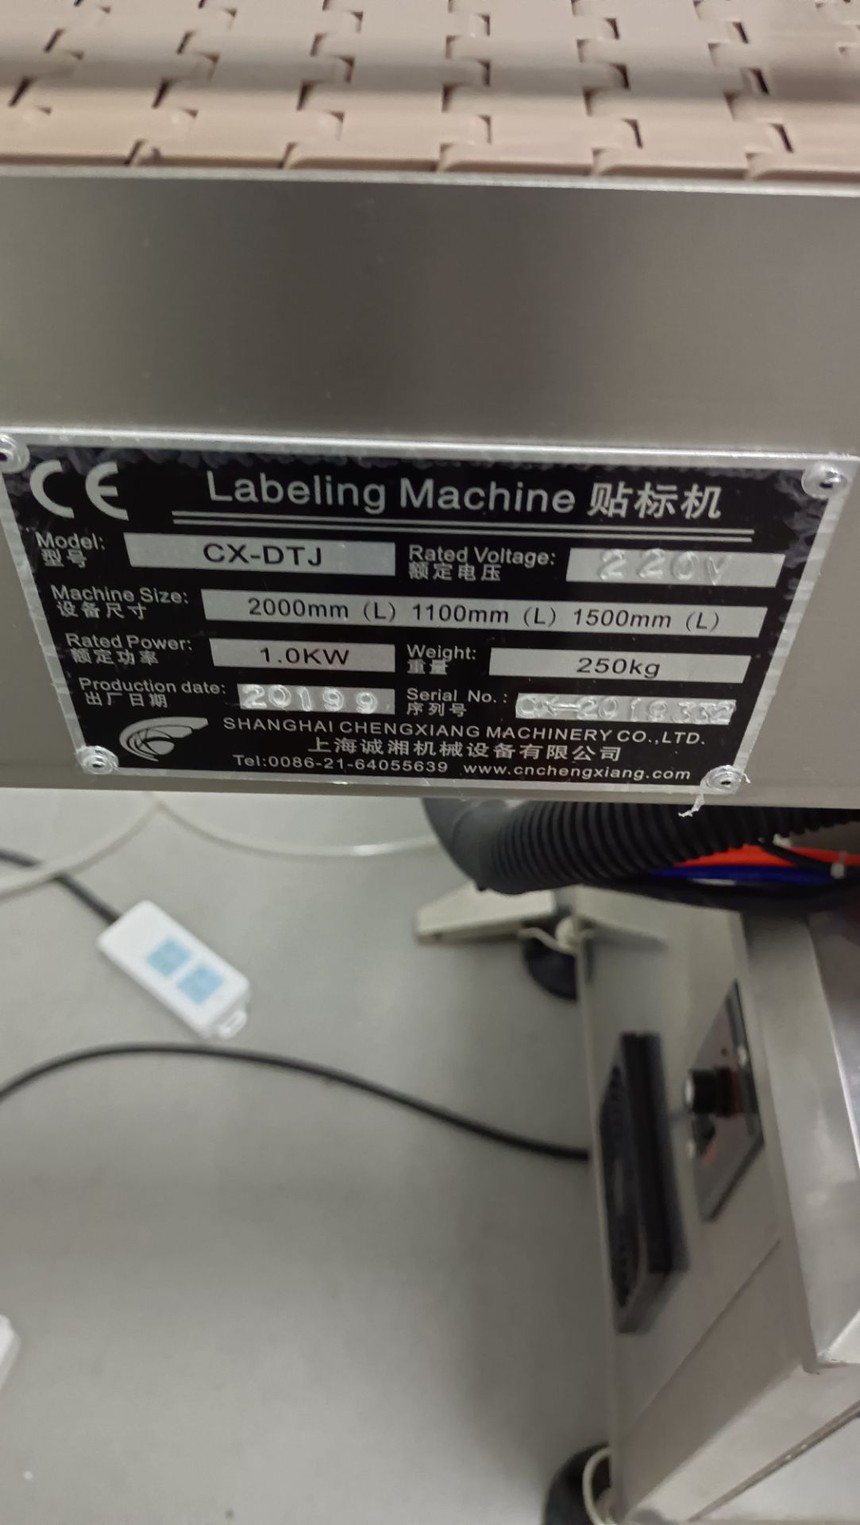 CE Labeling Machine 贴标机
Model: 型号 CX-DTJ Rated Voltage: 额定电压 220V
Machine Size: 设备尺寸 2000mm（L）1100mm（L）1500mm（L）
Rated Power: 额定功率 1.0KW Weight: 重量 250kg
Production date: 出厂日期 20199 Serial No.: 序列号 CX-2019332
SHANGHAI CHENGXIANG MACHINERY CO.,LTD.
上海诚湘机械设备有限公司
Tel:0086-21-64055639 www.cnchengxiang.com